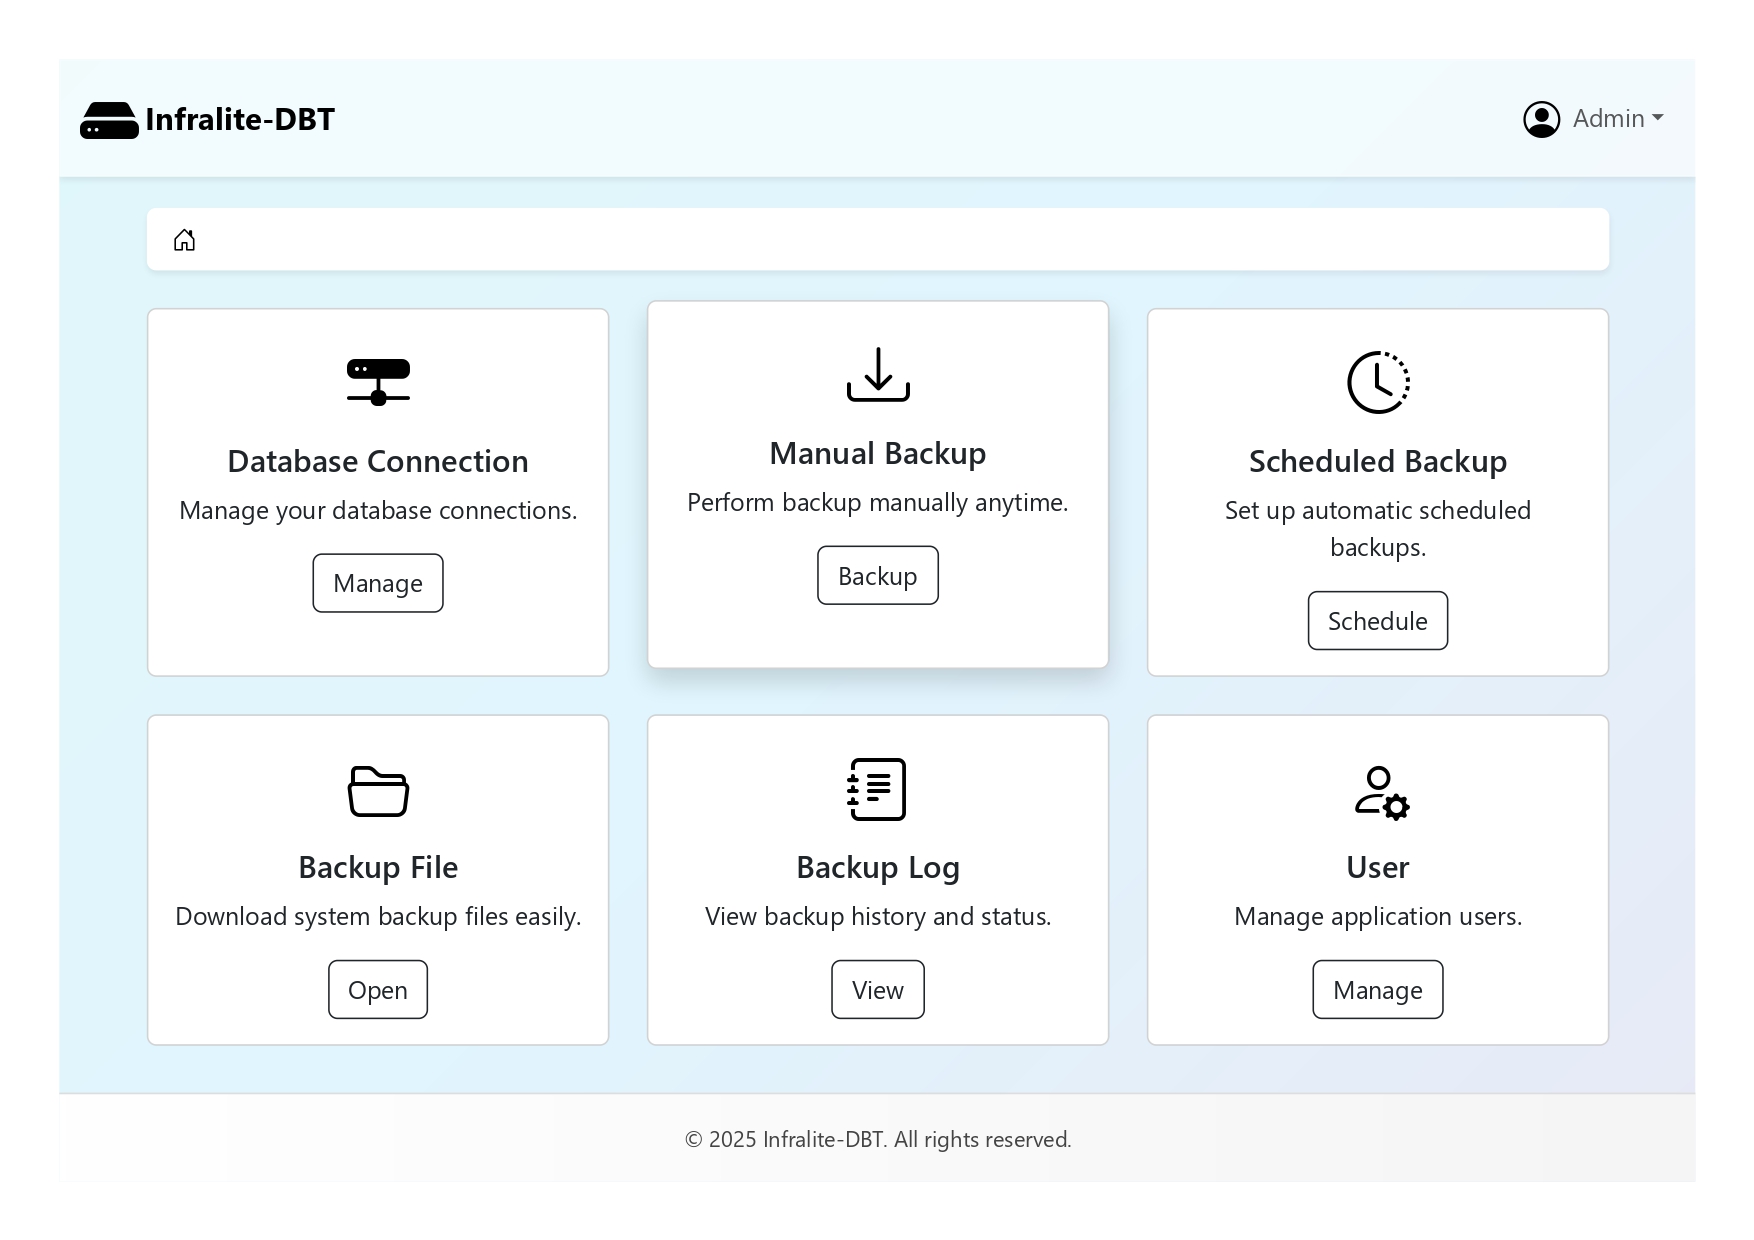 Infralite-DBT
Admin
Database Connection
Manage your database connections.
Manage
Manual Backup
Perform backup manually anytime.
Backup
Scheduled Backup
Set up automatic scheduled
backups.
Schedule
Backup File
Download system backup files easily.
Open
Backup Log
View backup history and status.
View
User
Manage application users.
Manage
© 2025 Infralite-DBT. All rights reserved.